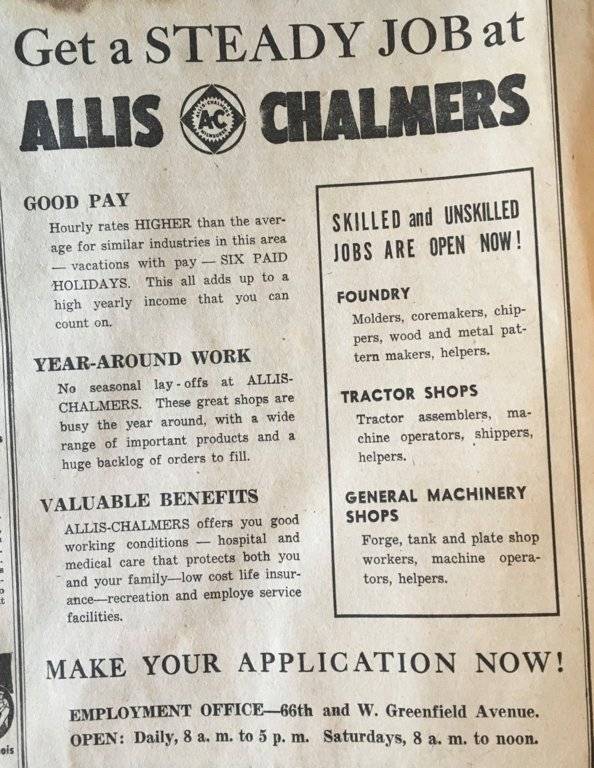 Get a STEADY JOB at
ALLIS CHALMERS
ALLIS-CHALMERS
A-C
MILWAUKEE
GOOD PAY
Hourly rates HIGHER than the aver-
age for similar industries in this area
— vacations with pay — SIX PAID
HOLIDAYS. This all adds up to a
high yearly income that you can
count on.
YEAR-AROUND WORK
No seasonal lay-offs at ALLIS-
CHALMERS. These great shops are
busy the year around, with a wide
range of important products and a
huge backlog of orders to fill.
VALUABLE BENEFITS
ALLIS-CHALMERS offers you good
working conditions — hospital and
medical care that protects both you
and your family—low cost life insur-
ance—recreation and employe service
facilities.
SKILLED and UNSKILLED
JOBS ARE OPEN NOW!
FOUNDRY
Molders, coremakers, chip-
pers, wood and metal pat-
tern makers, helpers.
TRACTOR SHOPS
Tractor assemblers, ma-
chine operators, shippers,
helpers.
GENERAL MACHINERY
SHOPS
Forge, tank and plate shop
workers, machine opera-
tors, helpers.
MAKE YOUR APPLICATION NOW!
EMPLOYMENT OFFICE—66th and W. Greenfield Avenue.
OPEN: Daily, 8 a. m. to 5 p. m. Saturdays, 8 a. m. to noon.